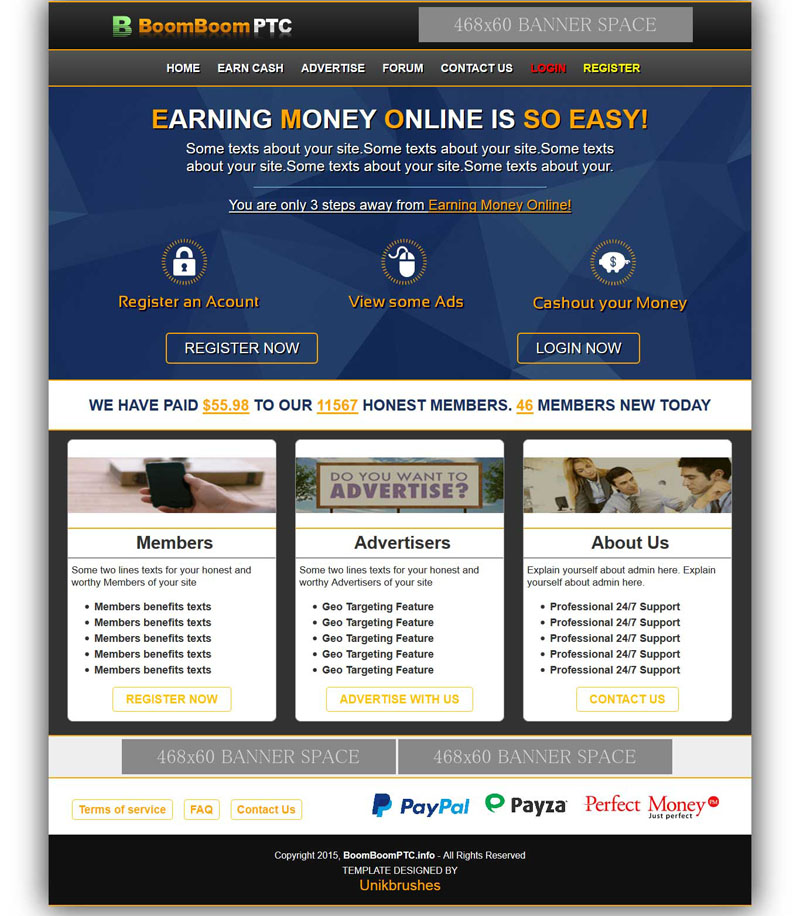 B BoomBoom PTC
468x60 BANNER SPACE
HOME EARN CASH ADVERTISE FORUM CONTACT US LOGIN REGISTER
EARNING MONEY ONLINE IS SO EASY!
Some texts about your site.Some texts about your site.Some texts
about your site.Some texts about your site.Some texts about your.
You are only 3 steps away from Earning Money Online!
$
Register an Acount View some Ads Cashout your Money
REGISTER NOW LOGIN NOW
WE HAVE PAID $55.98 TO OUR 11567 HONEST MEMBERS. 46 MEMBERS NEW TODAY
Members
Some two lines texts for your honest and
worthy Members of your site
• Members benefits texts
• Members benefits texts
• Members benefits texts
• Members benefits texts
• Members benefits texts
REGISTER NOW
DO YOU WANT TO
ADVERTISE?
Advertisers
Some two lines texts for your honest and
worthy Advertisers of your site
• Geo Targeting Feature
• Geo Targeting Feature
• Geo Targeting Feature
• Geo Targeting Feature
• Geo Targeting Feature
ADVERTISE WITH US
About Us
Explain yourself about admin here. Explain
yourself about admin here.
• Professional 24/7 Support
• Professional 24/7 Support
• Professional 24/7 Support
• Professional 24/7 Support
• Professional 24/7 Support
CONTACT US
468x60 BANNER SPACE 468x60 BANNER SPACE
Terms of service FAQ Contact Us
PayPal Payza Perfect Money PM
Just perfect
Copyright 2015, BoomBoomPTC.info - All Rights Reserved
TEMPLATE DESIGNED BY
Unikbrushes